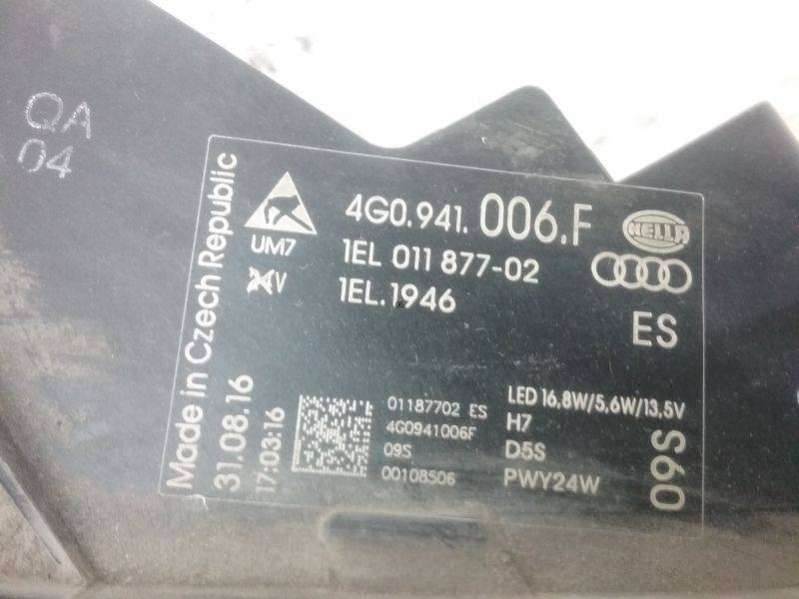 QA
04
Made in Czech Republic
31.08.16
17:03:16
UM7
4G0.941.006.F
HELLA
1EL 011 877-02
V
1EL.1946
ES
01187702 ES
4G0941006F
09S
00108506
LED 16,8W/5,6W/13,5V
H7
D5S
PWY24W
09S